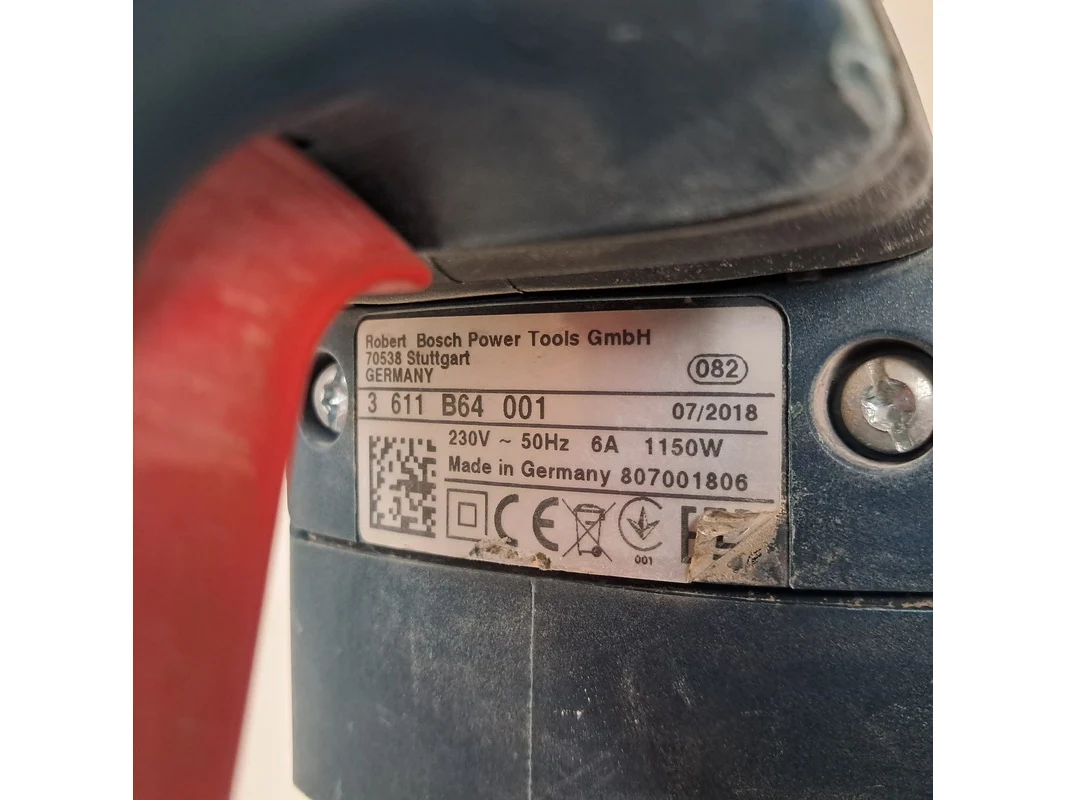 Robert Bosch Power Tools GmbH
70538 Stuttgart
GERMANY
082
3 611 B64 001
07/2018
230V ~ 50Hz 6A 1150W
Made in Germany 807001806
CE
001